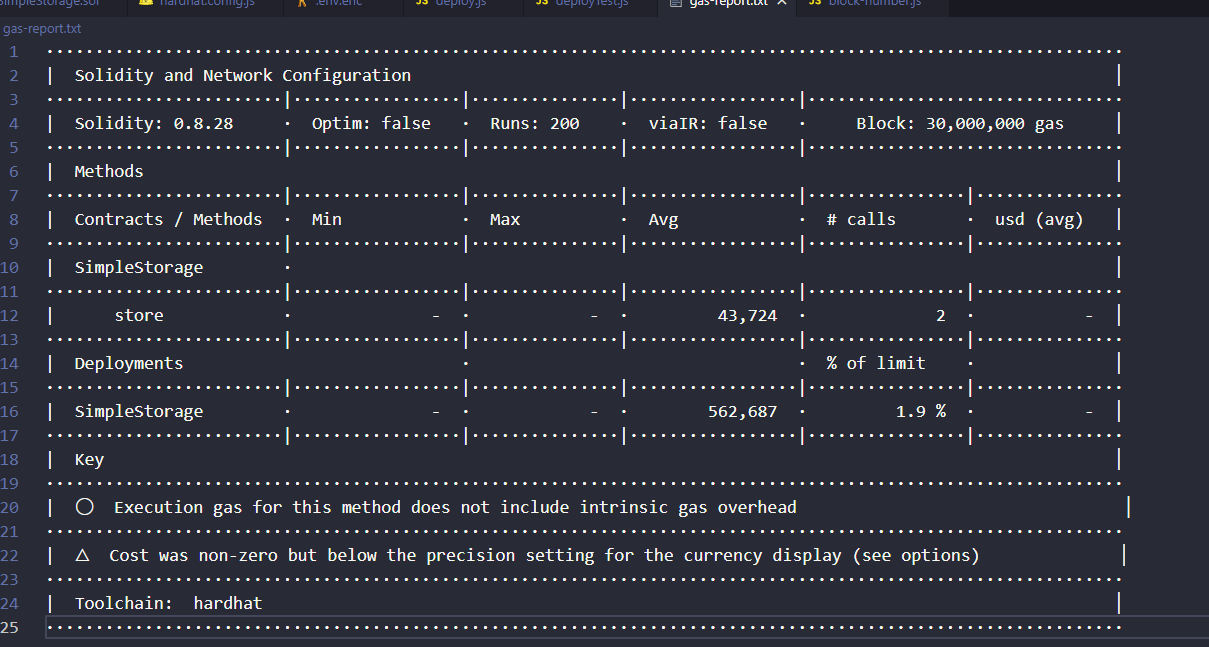 SimpleStorage.sol hardhat.config.js .env.enc JS deploy.js JS deployTest.js gas-report.txt × JS block-number.js
gas-report.txt
1
2 | Solidity and Network Configuration |
3
4 | Solidity: 0.8.28 · Optim: false · Runs: 200 · viaIR: false · Block: 30,000,000 gas |
5
6 | Methods |
7
8 | Contracts / Methods · Min · Max · Avg · # calls · usd (avg) |
9
10 | SimpleStorage · |
11
12 | store · - · - · 43,724 · 2 · - |
13
14 | Deployments · · % of limit · |
15
16 | SimpleStorage · - · - · 562,687 · 1.9 % · - |
17
18 | Key |
19
20 | ◯ Execution gas for this method does not include intrinsic gas overhead |
21
22 | △ Cost was non-zero but below the precision setting for the currency display (see options) |
23
24 | Toolchain: hardhat |
25